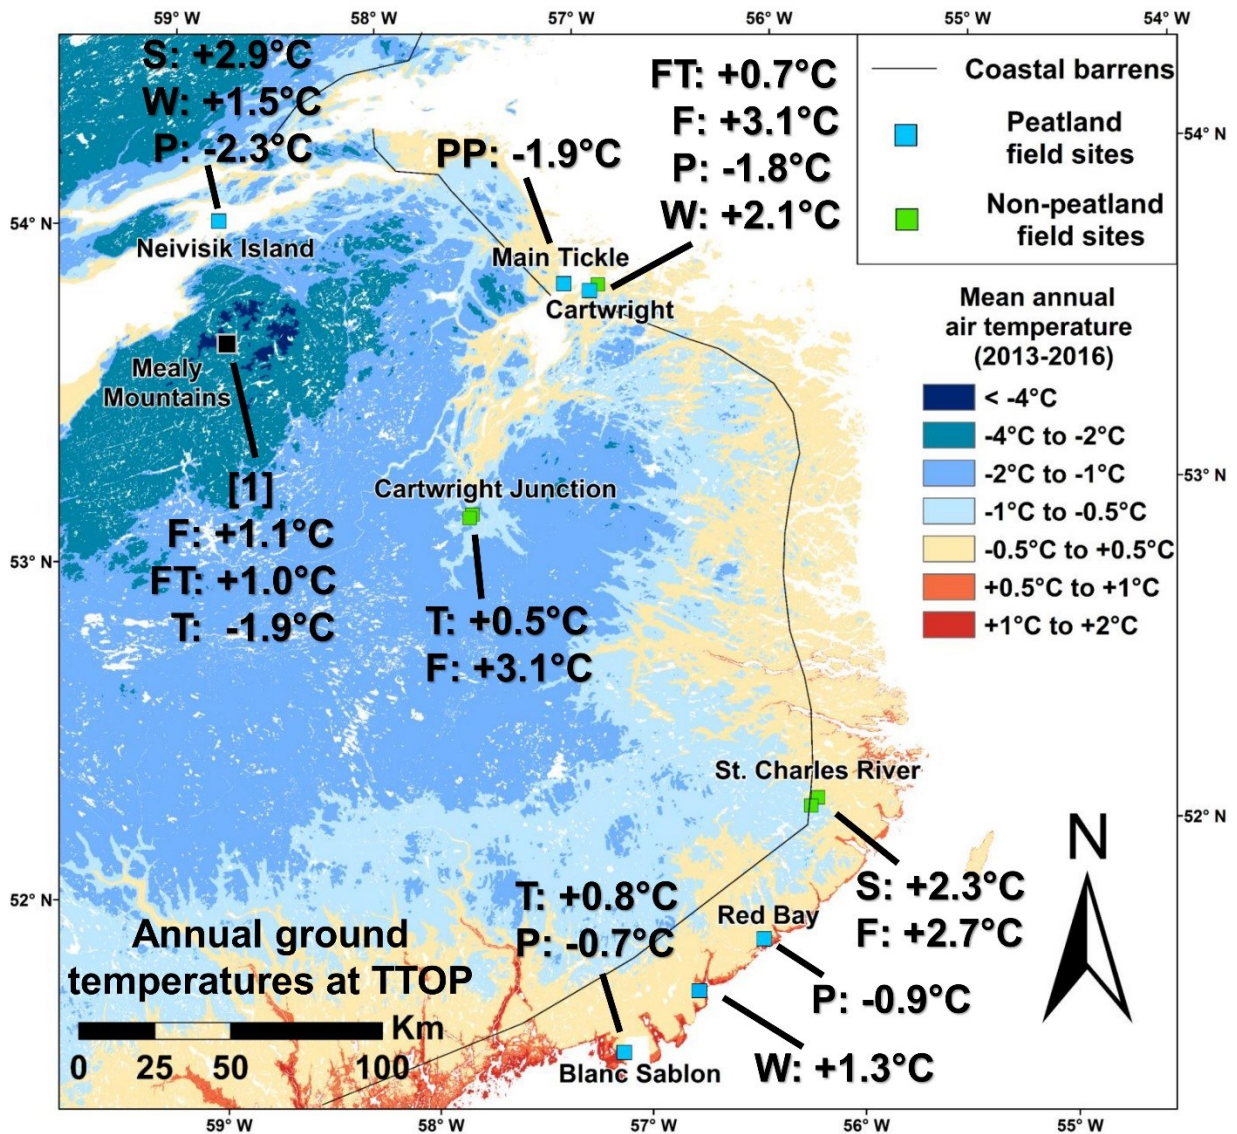 59° W 58° W 57° W 56° W 55° W 54° W
S: +2.9°C
W: +1.5°C
P: -2.3°C
Neivisik Island
PP: -1.9°C
Main Tickle
FT: +0.7°C
F: +3.1°C
P: -1.8°C
W: +2.1°C
Cartwright
Coastal barrens
Peatland
field sites
Non-peatland
field sites
Mean annual
air temperature
(2013-2016)
< -4°C
-4°C to -2°C
-2°C to -1°C
-1°C to -0.5°C
-0.5°C to +0.5°C
+0.5°C to +1°C
+1°C to +2°C
54° N
53° N
52° N
54° N
53° N
52° N
Mealy
Mountains
[1]
F: +1.1°C
FT: +1.0°C
T: -1.9°C
Cartwright Junction
T: +0.5°C
F: +3.1°C
St. Charles River
S: +2.3°C
F: +2.7°C
N
T: +0.8°C
P: -0.7°C
Red Bay
P: -0.9°C
W: +1.3°C
Blanc Sablon
Annual ground
temperatures at TTOP
Km
0 25 50 100
59° W 58° W 57° W 56° W 55° W